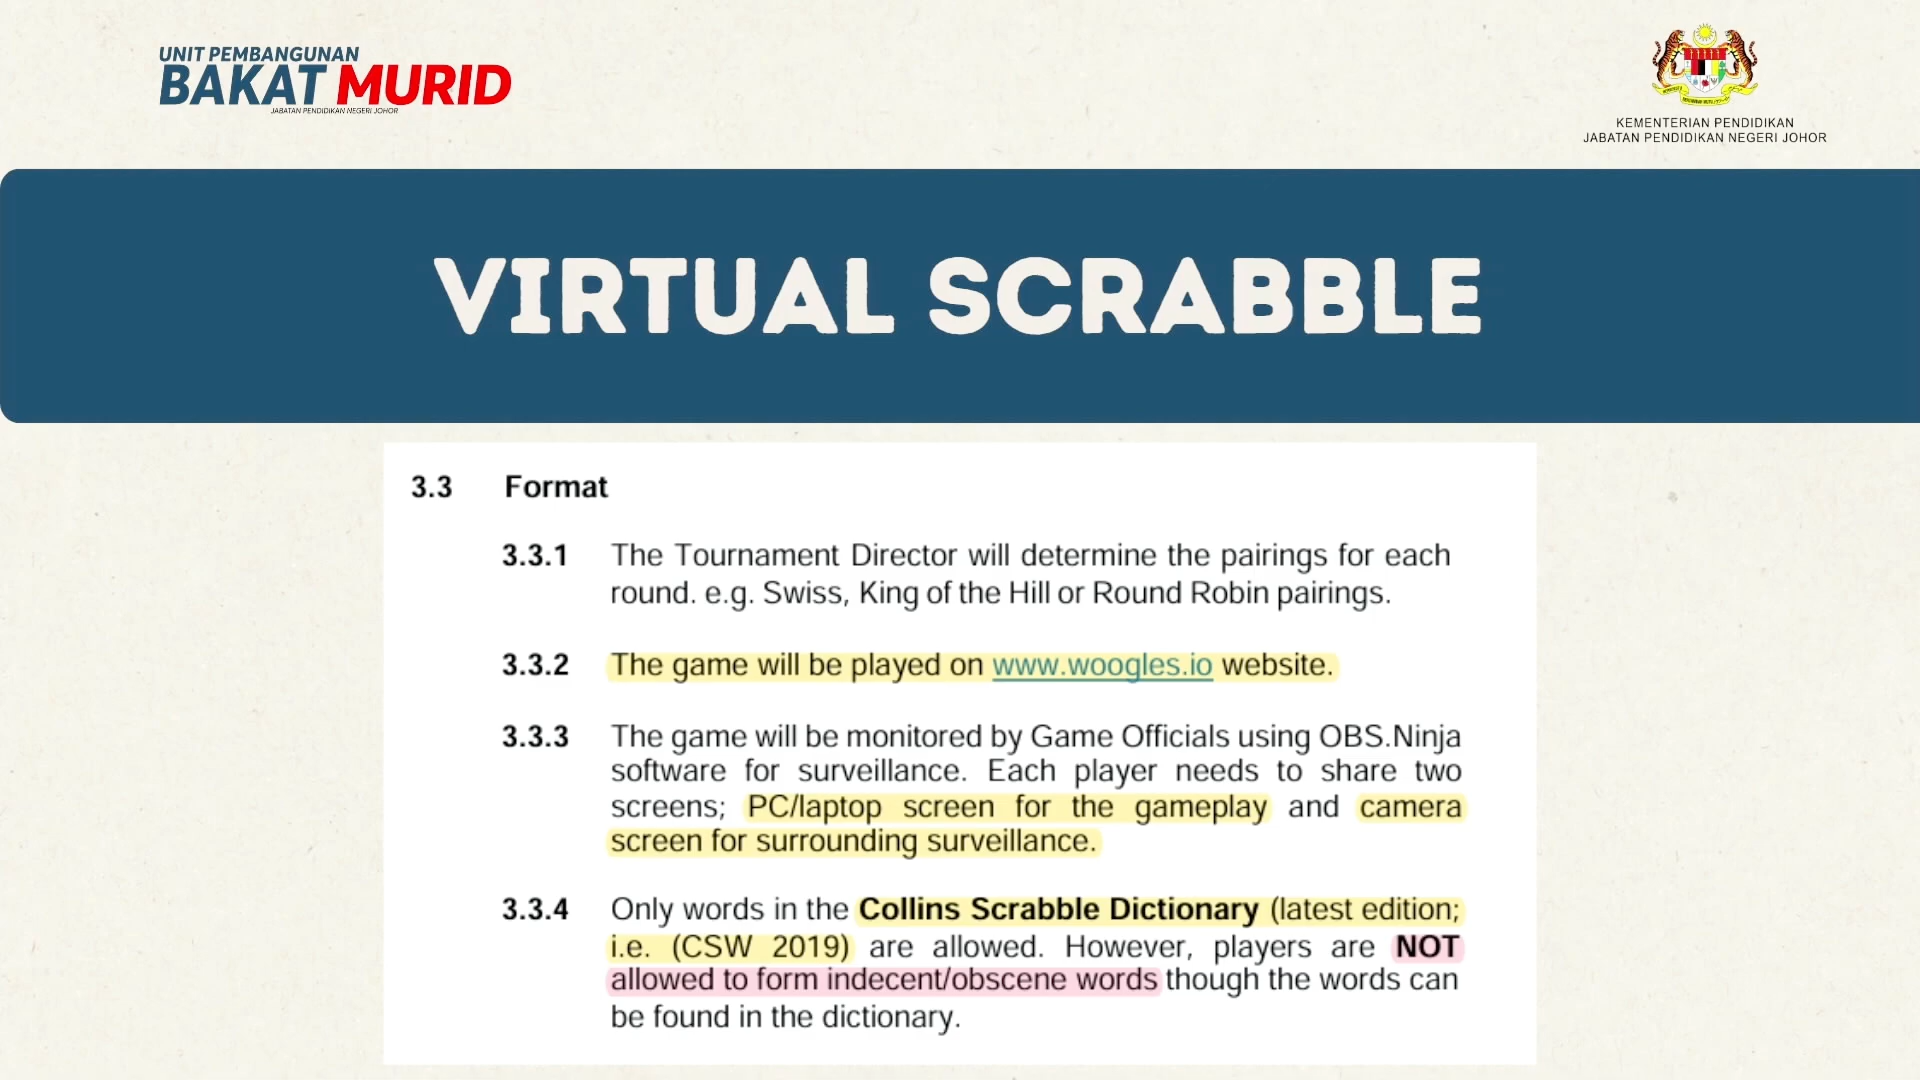 UNIT PEMBANGUNAN
BAKAT MURID
JABATAN PENDIDIKAN NEGERI JOHOR
KEMENTERIAN PENDIDIKAN
JABATAN PENDIDIKAN NEGERI JOHOR
VIRTUAL SCRABBLE
3.3 Format
3.3.1 The Tournament Director will determine the pairings for each
round. e.g. Swiss, King of the Hill or Round Robin pairings.
3.3.2 The game will be played on www.woogles.io website.
3.3.3 The game will be monitored by Game Officials using OBS.Ninja
software for surveillance. Each player needs to share two
screens; PC/laptop screen for the gameplay and camera
screen for surrounding surveillance.
3.3.4 Only words in the Collins Scrabble Dictionary (latest edition;
i.e. (CSW 2019) are allowed. However, players are NOT
allowed to form indecent/obscene words though the words can
be found in the dictionary.